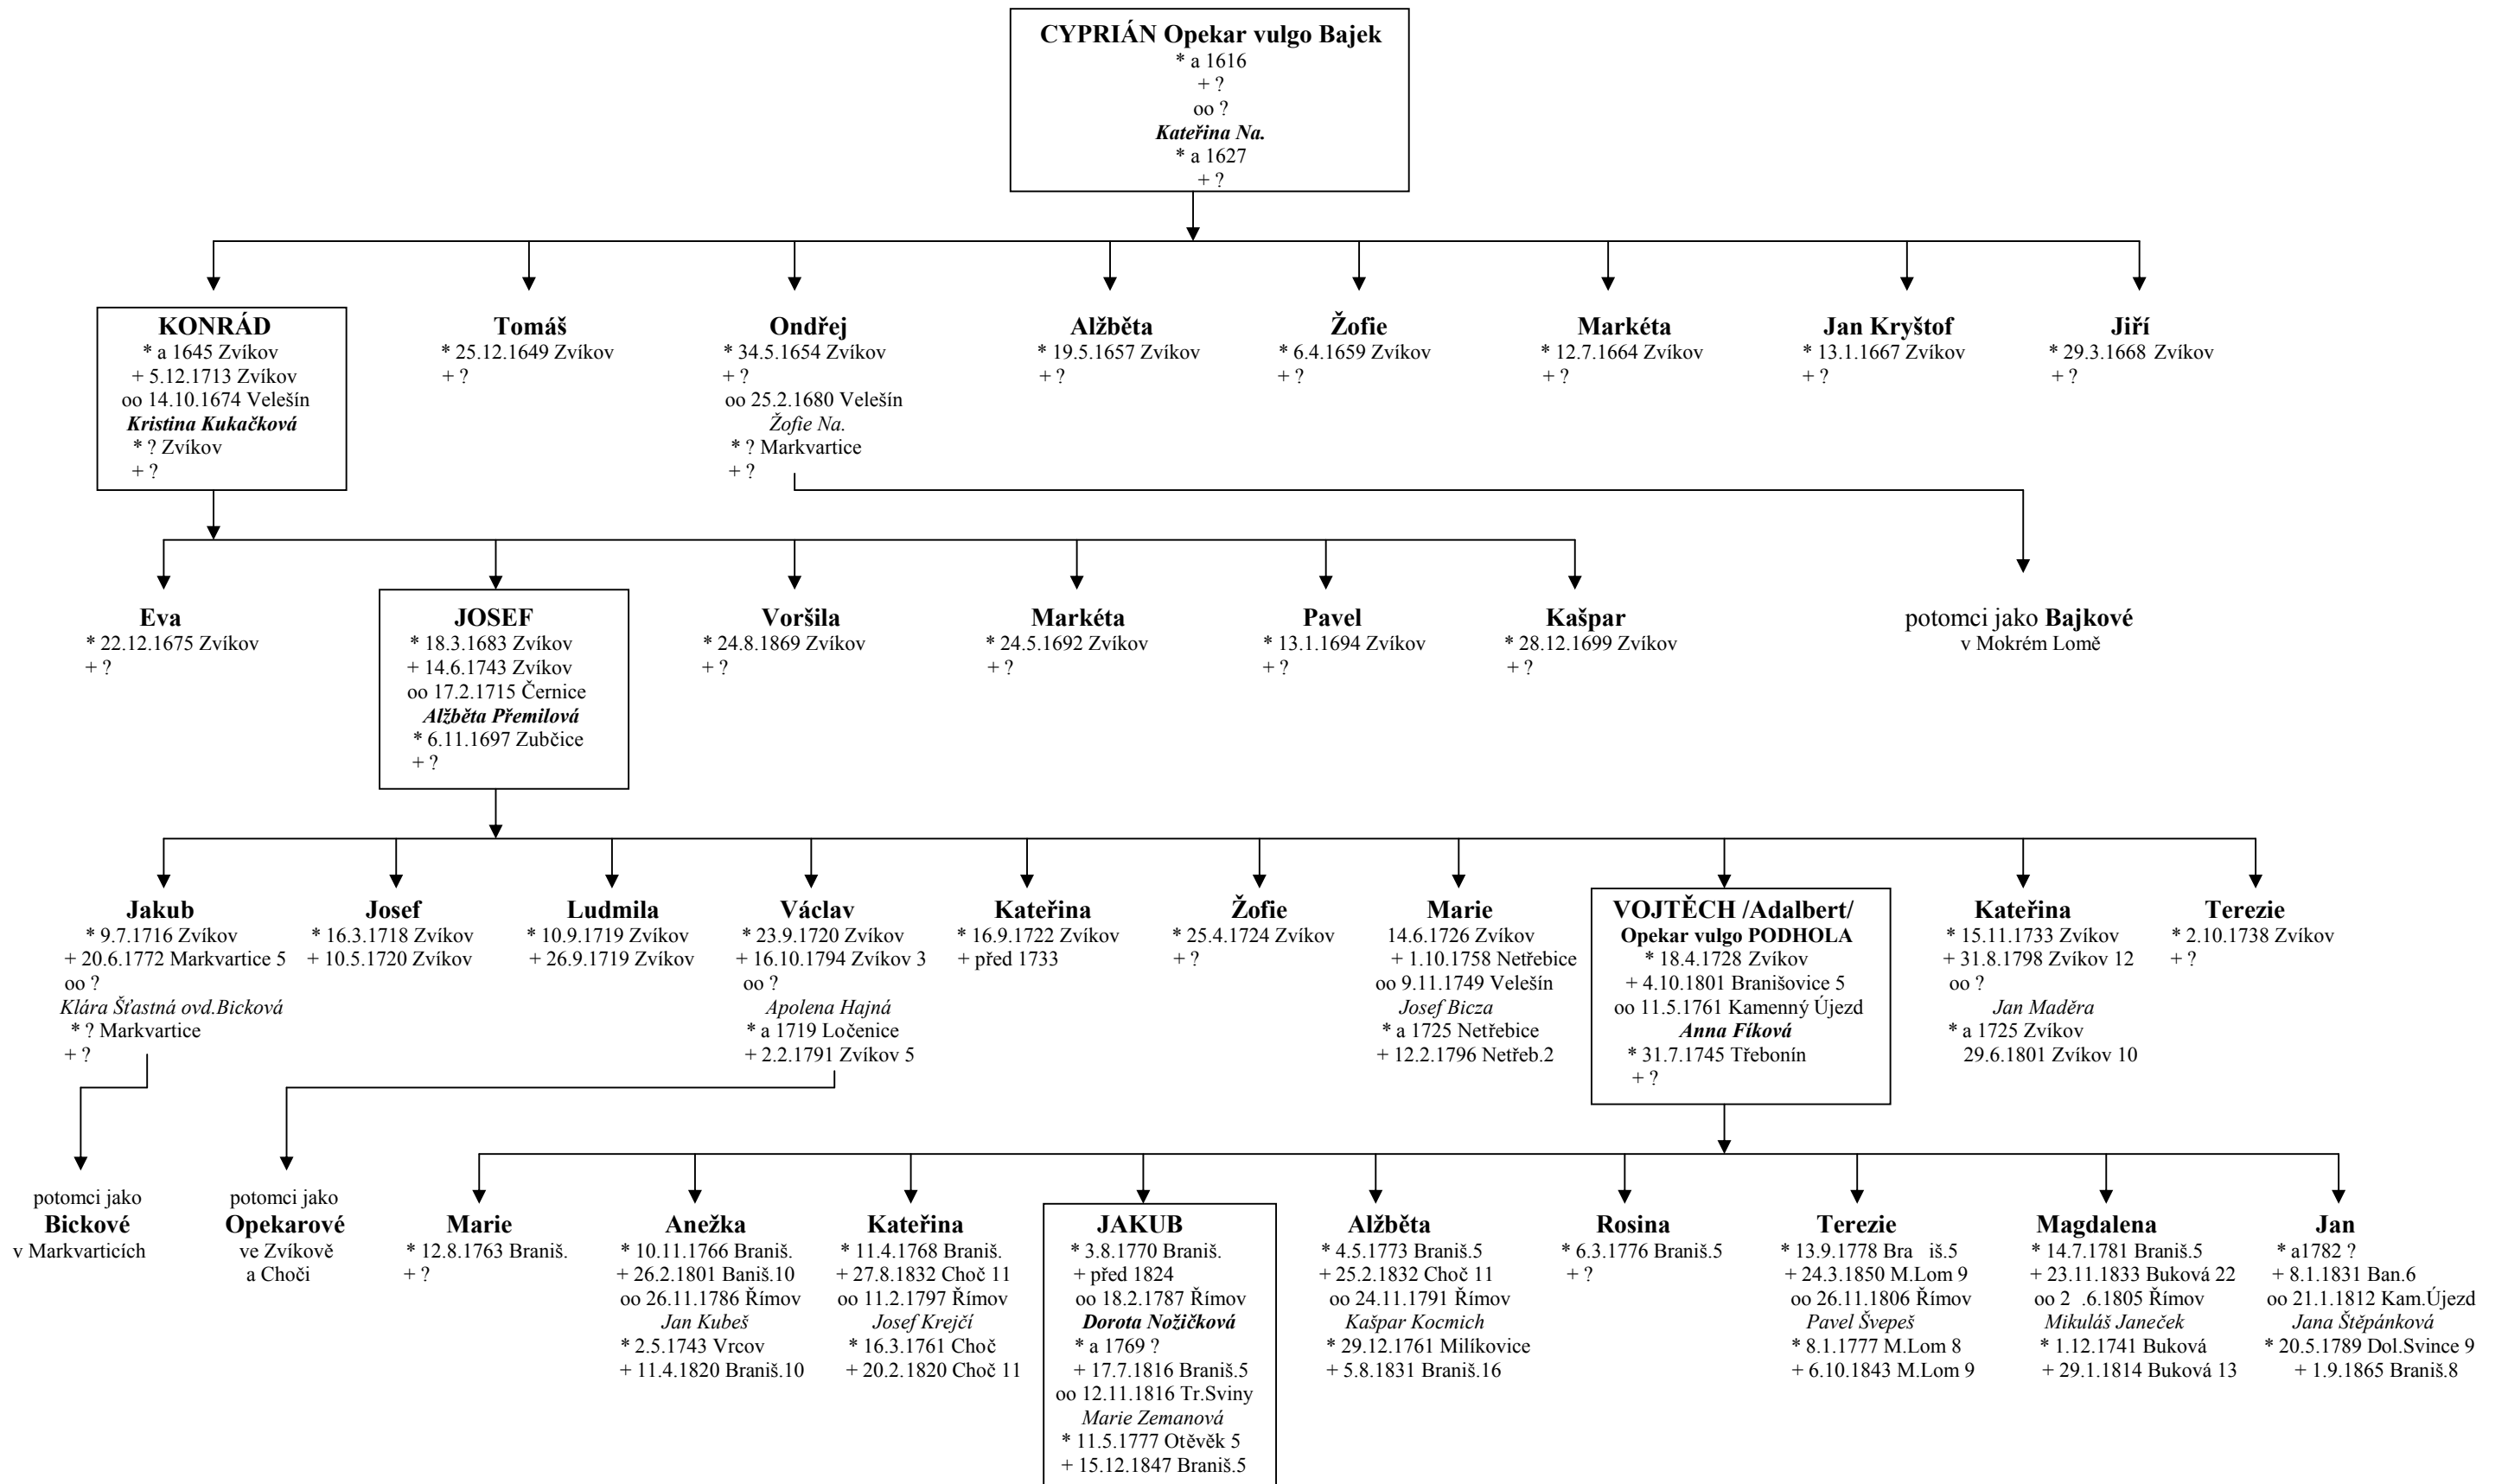 CYPRIÁN Opekar vulgo Bajek
* a 1616
+ ?
oo ?
Kateřina Na.
* a 1627
+ ?
KONRÁD
* a 1645 Zvíkov
+ 5.12.1713 Zvíkov
oo 14.10.1674 Velešín
Kristina Kukačková
* ? Zvíkov
+ ?
Tomáš
* 25.12.1649 Zvíkov
+ ?
Ondřej
* 34.5.1654 Zvíkov
+ ?
oo 25.2.1680 Velešín
Žofie Na.
* ? Markvartice
+ ?
Alžběta
* 19.5.1657 Zvíkov
+ ?
Žofie
* 6.4.1659 Zvíkov
+ ?
Markéta
* 12.7.1664 Zvíkov
+ ?
Jan Kryštof
* 13.1.1667 Zvíkov
+ ?
Jiří
* 29.3.1668 Zvíkov
+ ?
Eva
* 22.12.1675 Zvíkov
+ ?
JOSEF
* 18.3.1683 Zvíkov
+ 14.6.1743 Zvíkov
oo 17.2.1715 Černice
Alžběta Přemilová
* 6.11.1697 Zubčice
+ ?
Voršila
* 24.8.1869 Zvíkov
+ ?
Markéta
* 24.5.1692 Zvíkov
+ ?
Pavel
* 13.1.1694 Zvíkov
+ ?
Kašpar
* 28.12.1699 Zvíkov
+ ?
potomci jako Bajkové
v Mokrém Lomě
Jakub
* 9.7.1716 Zvíkov
+ 20.6.1772 Markvartice 5
oo ?
Klára Šťastná ovd.Bicková
* ? Markvartice
+ ?
Josef
* 16.3.1718 Zvíkov
+ 10.5.1720 Zvíkov
Ludmila
* 10.9.1719 Zvíkov
+ 26.9.1719 Zvíkov
Václav
* 23.9.1720 Zvíkov
+ 16.10.1794 Zvíkov 3
oo ?
Apolena Hajná
* a 1719 Ločenice
+ 2.2.1791 Zvíkov 5
Kateřina
* 16.9.1722 Zvíkov
+ před 1733
Žofie
* 25.4.1724 Zvíkov
+ ?
Marie
14.6.1726 Zvíkov
+ 1.10.1758 Netřebice
oo 9.11.1749 Velešín
Josef Bicza
* a 1725 Netřebice
+ 12.2.1796 Netřeb.2
VOJTĚCH /Adalbert/
Opekar vulgo PODHOLA
* 18.4.1728 Zvíkov
+ 4.10.1801 Branišovice 5
oo 11.5.1761 Kamenný Újezd
Anna Fíková
* 31.7.1745 Třebonín
+ ?
Kateřina
* 15.11.1733 Zvíkov
+ 31.8.1798 Zvíkov 12
oo ?
Jan Maděra
* a 1725 Zvíkov
29.6.1801 Zvíkov 10
Terezie
* 2.10.1738 Zvíkov
+ ?
potomci jako
Bickové
v Markvarticích
potomci jako
Opekarové
ve Zvíkově
a Choči
Marie
* 12.8.1763 Braniš.
+ ?
Anežka
* 10.11.1766 Braniš.
+ 26.2.1801 Baniš.10
oo 26.11.1786 Římov
Jan Kubeš
* 2.5.1743 Vrcov
+ 11.4.1820 Braniš.10
Kateřina
* 11.4.1768 Braniš.
+ 27.8.1832 Choč 11
oo 11.2.1797 Římov
Josef Krejčí
* 16.3.1761 Choč
+ 20.2.1820 Choč 11
JAKUB
* 3.8.1770 Braniš.
+ před 1824
oo 18.2.1787 Římov
Dorota Nožičková
* a 1769 ?
+ 17.7.1816 Braniš.5
oo 12.11.1816 Tr.Sviny
Marie Zemanová
* 11.5.1777 Otěvěk 5
+ 15.12.1847 Braniš.5
Alžběta
* 4.5.1773 Braniš.5
+ 25.2.1832 Choč 11
oo 24.11.1791 Římov
Kašpar Kocmich
* 29.12.1761 Milíkovice
+ 5.8.1831 Braniš.16
Rosina
* 6.3.1776 Braniš.5
+ ?
Terezie
* 13.9.1778 Bra iš.5
+ 24.3.1850 M.Lom 9
oo 26.11.1806 Římov
Pavel Švepeš
* 8.1.1777 M.Lom 8
+ 6.10.1843 M.Lom 9
Magdalena
* 14.7.1781 Braniš.5
+ 23.11.1833 Buková 22
oo 2 .6.1805 Římov
Mikuláš Janeček
* 1.12.1741 Buková
+ 29.1.1814 Buková 13
Jan
* a1782 ?
+ 8.1.1831 Ban.6
oo 21.1.1812 Kam.Újezd
Jana Štěpánková
* 20.5.1789 Dol.Svince 9
+ 1.9.1865 Braniš.8